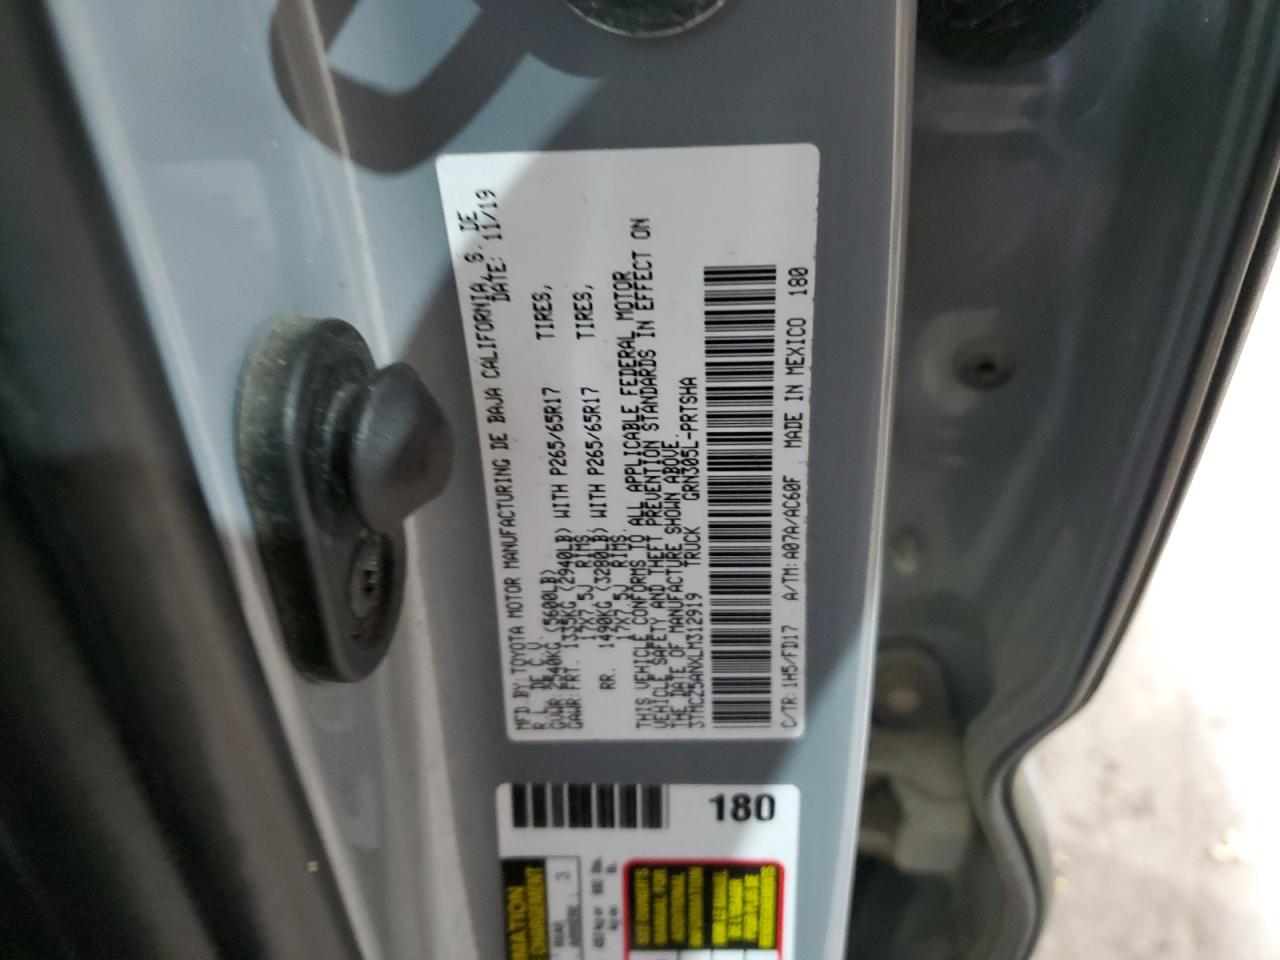 MFD BY: TOYOTA MOTOR MANUFACTURING DE BAJA CALIFORNIA, S. DE
R L. DE C.V. DATE: 11/19
GVWR: 2540KG (5600LB)
GAWR: FRT. 1335KG (2940LB) WITH P265/65R17 TIRES,
17X7.5J RIMS
RR. 1490KG (3280LB) WITH P265/65R17 TIRES,
17X7.5J RIMS.
THIS VEHICLE CONFORMS TO ALL APPLICABLE FEDERAL MOTOR
VEHICLE SAFETY AND THEFT PREVENTION STANDARDS IN EFFECT ON
THE DATE OF MANUFACTURE SHOWN ABOVE.
3TMCZ5ANXLM312919 TRUCK GRN305L-PRTSHA
C/TR: 1H5/FD17 A/TM: A07A/AC60F MADE IN MEXICO 180
180